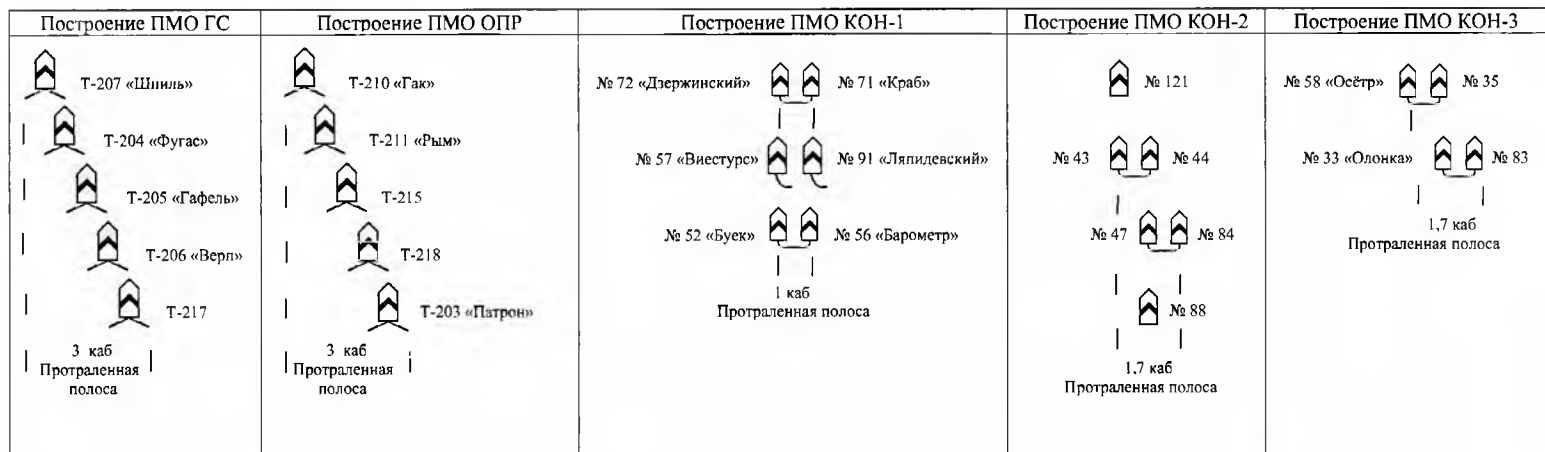 Построение ПМО ГС
Т-207 «Шпиль»
Т-204 «Фугас»
Т-205 «Гафель»
Т-206 «Верп»
Т-217
3 каб
Протраленная
полоса
Построение ПМО ОПР
Т-210 «Гак»
Т-211 «Рым»
Т-215
Т-218
Т-203 «Патрон»
3 каб
Протраленная
полоса
Построение ПМО КОН-1
№ 72 «Дзержинский» № 71 «Краб»
№ 57 «Виестурс» № 91 «Ляпидевский»
№ 52 «Буек» № 56 «Барометр»
1 каб
Протраленная полоса
Построение ПМО КОН-2
№ 121
№ 43 № 44
№ 47 № 84
№ 88
1,7 каб
Протраленная полоса
Построение ПМО КОН-3
№ 58 «Осётр» № 35
№ 33 «Олонка» № 83
1,7 каб
Протраленная полоса